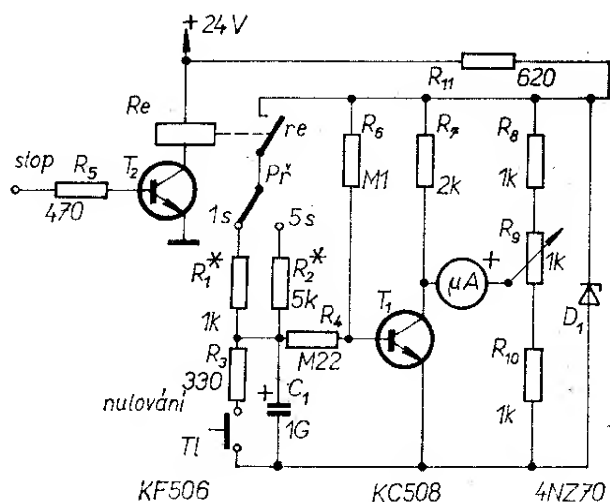 + 24 V
R11
620
Re
re
R6
M1
R7
2k
R8
1k
stop
R5
470
T2
Př
1s
5s
R1*
1k
R2*
5k
R9
1k
+
µA
T1
D1
R4
M22
R3
330
+
C1
1G
R10
1k
nulování
Tl
KF506
KC508
4NZ70